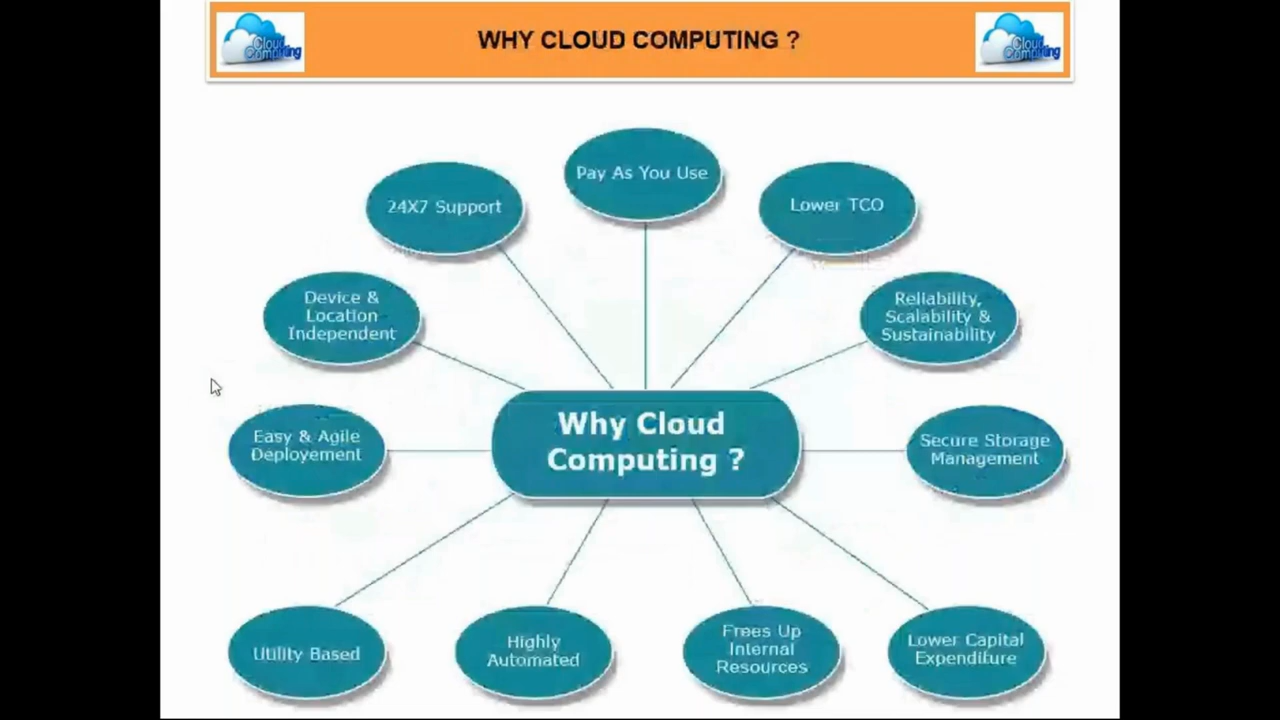 Cloud
Computing
WHY CLOUD COMPUTING ?
Cloud
Computing
Pay As You Use
24X7 Support
Lower TCO
Device &
Location
Independent
Reliability,
Scalability &
Sustainability
Why Cloud
Computing ?
Easy & Agile
Deployement
Secure Storage
Management
Utility Based
Highly
Automated
Frees Up
Internal
Resources
Lower Capital
Expenditure